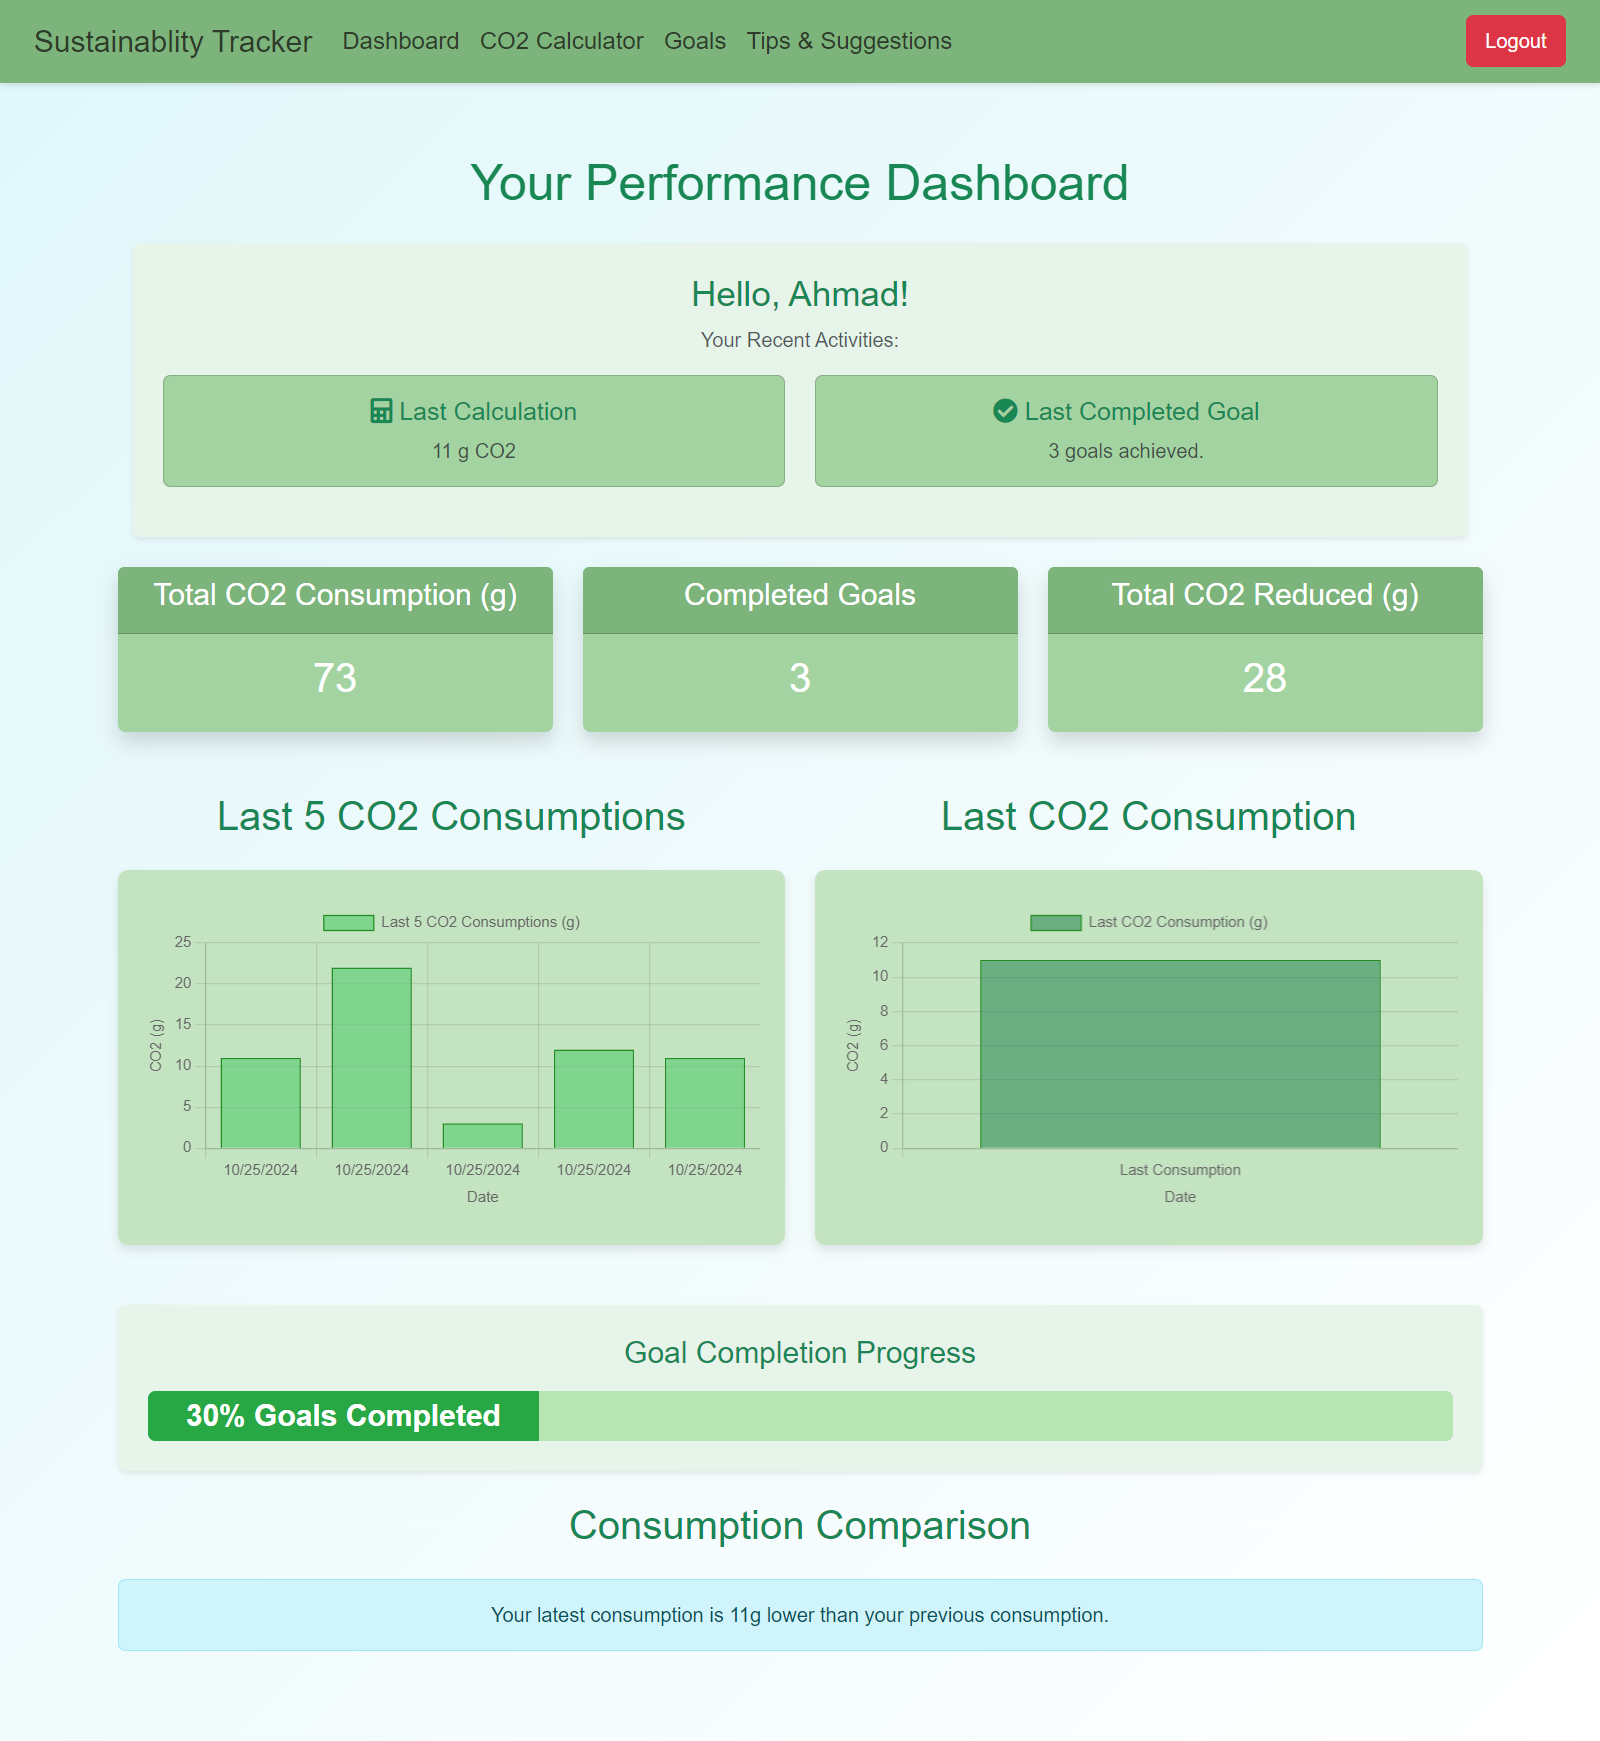 Sustainablity Tracker Dashboard CO2 Calculator Goals Tips & Suggestions Logout
Your Performance Dashboard
Hello, Ahmad!
Your Recent Activities:
Last Calculation
11 g CO2
Last Completed Goal
3 goals achieved.
Total CO2 Consumption (g)
73
Completed Goals
3
Total CO2 Reduced (g)
28
Last 5 CO2 Consumptions
Last 5 CO2 Consumptions (g)
CO2 (g)
25
20
15
10
5
0
10/25/2024 10/25/2024 10/25/2024 10/25/2024 10/25/2024
Date
Last CO2 Consumption
Last CO2 Consumption (g)
CO2 (g)
12
10
8
6
4
2
0
Last Consumption
Date
Goal Completion Progress
30% Goals Completed
Consumption Comparison
Your latest consumption is 11g lower than your previous consumption.